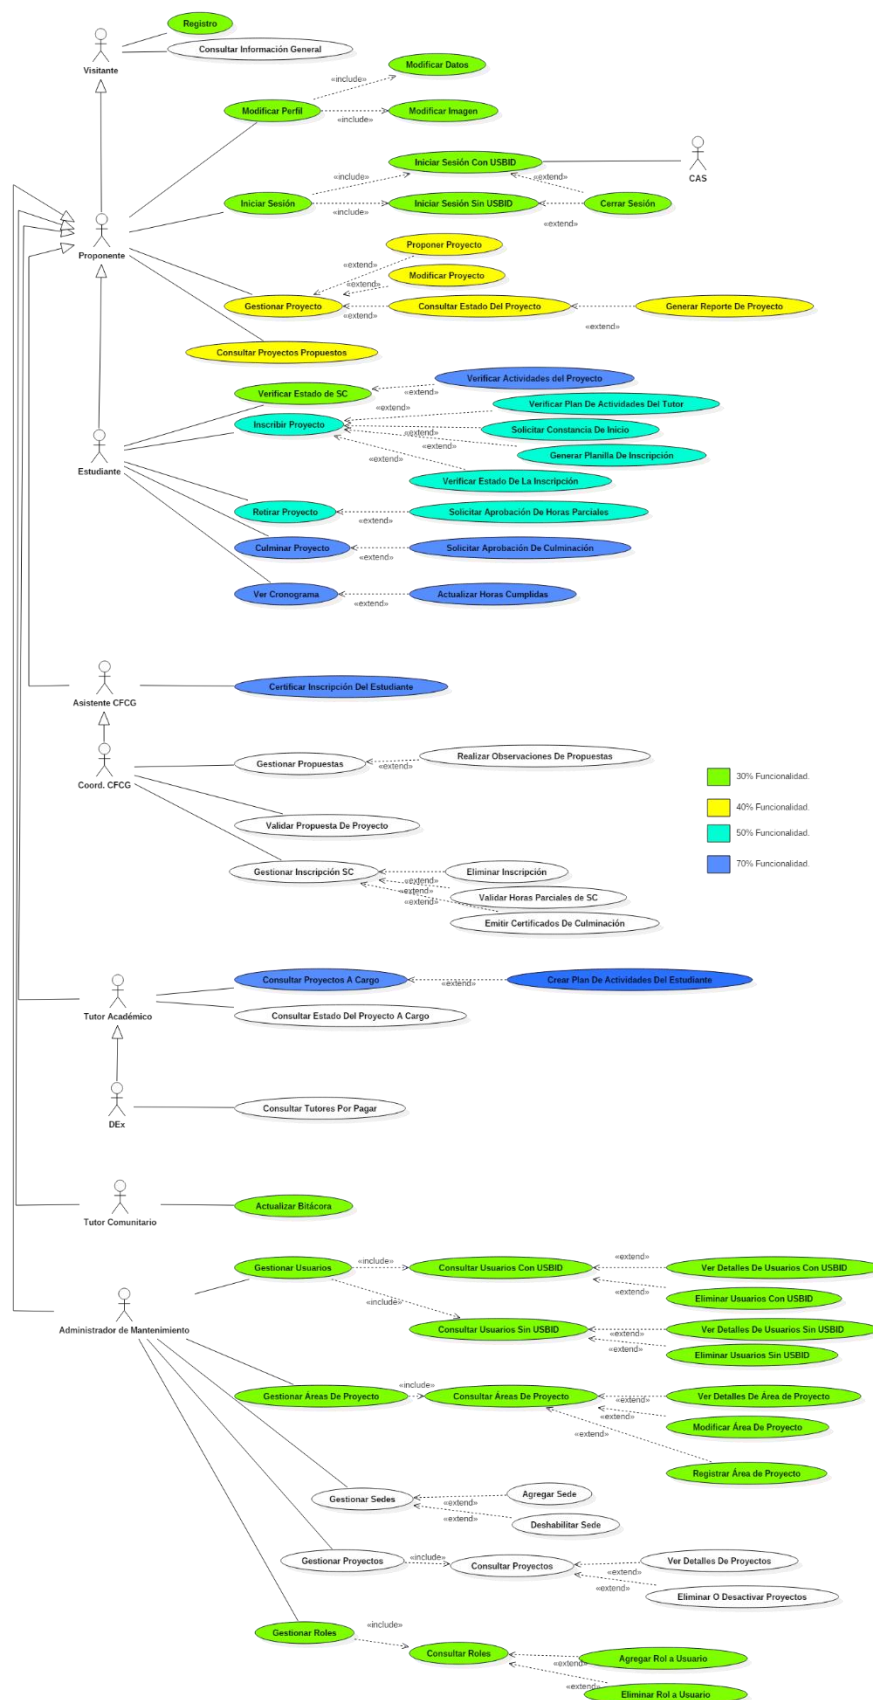 Registro
Consultar Información General
Visitante
Modificar Datos
«include»
Modificar Perfil
Modificar Imagen
«include»
Iniciar Sesión Con USBID
CAS
«include»
«extend»
Iniciar Sesión
Iniciar Sesión Sin USBID
Cerrar Sesión
«include»
«extend»
Proponente
Proponer Proyecto
«extend»
Modificar Proyecto
«extend»
Gestionar Proyecto
Consultar Estado Del Proyecto
Generar Reporte De Proyecto
«extend»
«extend»
Consultar Proyectos Propuestos
Verificar Actividades del Proyecto
Verificar Estado de SC
«extend»
Verificar Plan De Actividades Del Tutor
«extend»
Inscribir Proyecto
Solicitar Constancia De Inicio
«extend»
«extend»
Generar Planilla De Inscripción
«extend»
Estudiante
Verificar Estado De La Inscripción
Retirar Proyecto
Solicitar Aprobación De Horas Parciales
«extend»
Culminar Proyecto
Solicitar Aprobación De Culminación
«extend»
Ver Cronograma
Actualizar Horas Cumplidas
«extend»
Certificar Inscripción Del Estudiante
Asistente CFCG
Realizar Observaciones De Propuestas
Gestionar Propuestas
«extend»
Coord. CFCG
30% Funcionalidad.
40% Funcionalidad.
Validar Propuesta De Proyecto
50% Funcionalidad.
70% Funcionalidad.
Gestionar Inscripción SC
Eliminar Inscripción
«extend»
«extend»
Validar Horas Parciales de SC
«extend»
Emitir Certificados de Culminación
Consultar Proyectos A Cargo
«extend»
Crear Plan De Actividades Del Estudiante
Tutor Académico
Consultar Estado Del Proyecto A Cargo
Consultar Tutores Por Pagar
DEx
Actualizar Bitácora
Tutor Comunitario
Gestionar Usuarios
«include»
Consultar Usuarios Con USBID
«extend»
Ver Detalles De Usuarios Con USBID
«extend»
Eliminar Usuarios Con USBID
«include»
Administrador de Mantenimiento
Consultar Usuarios Sin USBID
«extend»
Ver Detalles De Usuarios Sin USBID
«extend»
Eliminar Usuarios Sin USBID
«include»
Gestionar Áreas De Proyecto
Consultar Áreas De Proyecto
«extend»
Ver Detalles De Área de Proyecto
«extend»
Modificar Área De Proyecto
«extend»
Registrar Área de Proyecto
Gestionar Sedes
Agregar Sede
«extend»
«extend»
Deshabilitar Sede
Gestionar Proyectos
«include»
Consultar Proyectos
Ver Detalles De Proyectos
«extend»
«extend»
Eliminar O Desactivar Proyectos
Gestionar Roles
«include»
Consultar Roles
Agregar Rol a Usuario
«extend»
«extend»
Eliminar Rol a Usuario